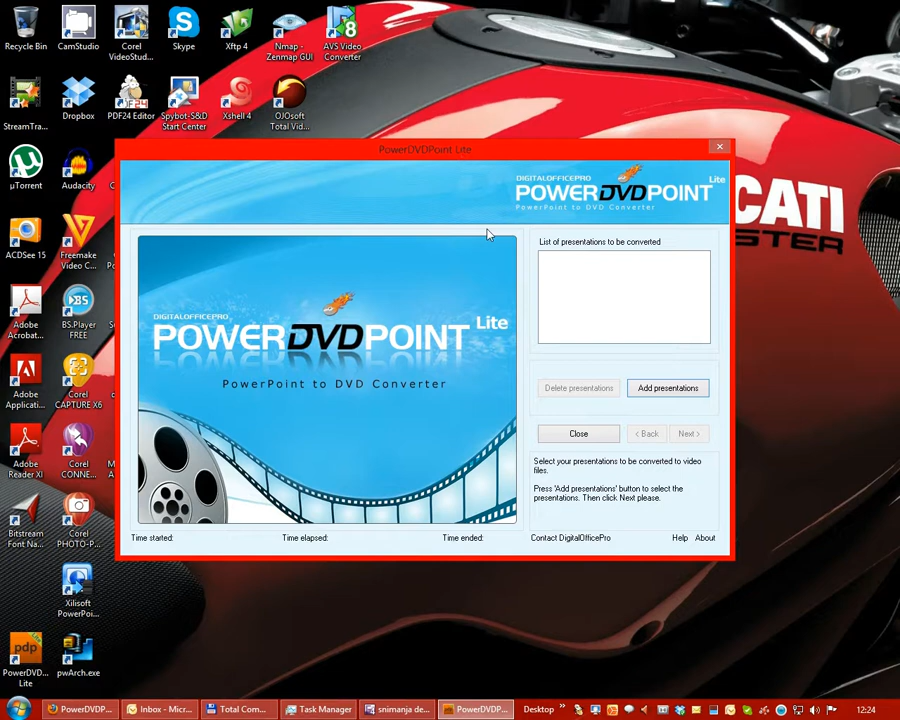 Recycle Bin
CamStudio
Corel
VideoStud...
Skype
Xftp 4
Nmap -
Zenmap GUI
AVS Video
Converter
StreamTra...
Dropbox
PDF24 Editor
Spybot-S&D
Start Center
Xshell 4
OJOsoft
Total Vid...
µTorrent
Audacity
C
ACDSee 15
Freemake
Video C...
Adobe
Acrobat...
BS.Player
FREE
Adobe
Applicati...
Corel
CAPTURE X6
Adobe
Reader XI
Corel
CONNE...
Bitstream
Font Na...
Corel
PHOTO-P...
Xilisoft
PowerPoi...
pdp
PowerDVD...
Lite
pwArch.exe
PowerDVDPoint Lite
DIGITALOFFICEPRO
POWERDVDPOINT Lite
PowerPoint to DVD Converter
CATI
STER
DIGITALOFFICEPRO
POWERDVDPOINT Lite
PowerPoint to DVD Converter
List of presentations to be converted
Delete presentations
Add presentations
Close
< Back
Next >
Select your presentations to be converted to video
files.
Press 'Add presentations' button to select the
presentations. Then click Next please.
Time started:
Time elapsed:
Time ended:
Contact DigitalOfficePro
Help
About
PowerDVDP...
Inbox - Micr...
Total Com...
Task Manager
snimanja de...
PowerDVDP...
Desktop
12:24